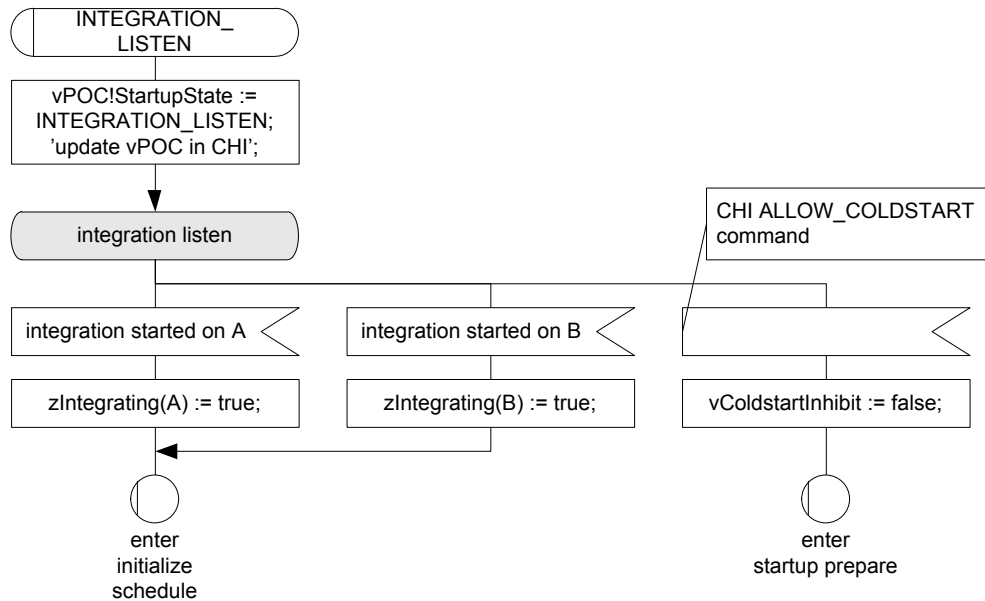 INTEGRATION_
LISTEN
vPOC!StartupState :=
INTEGRATION_LISTEN;
’update vPOC in CHI’;
integration listen
CHI ALLOW_COLDSTART
command
integration started on A
integration started on B
zIntegrating(A) := true;
zIntegrating(B) := true;
vColdstartInhibit := false;
enter
initialize
schedule
enter
startup prepare